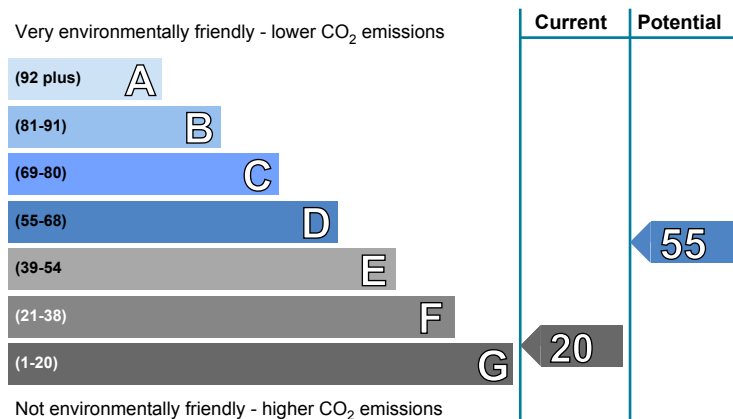 Very environmentally friendly - lower CO₂ emissions
Current
Potential
(92 plus) A
(81-91) B
(69-80) C
(55-68) D
55
(39-54 E
(21-38) F
20
(1-20) G
Not environmentally friendly - higher CO₂ emissions